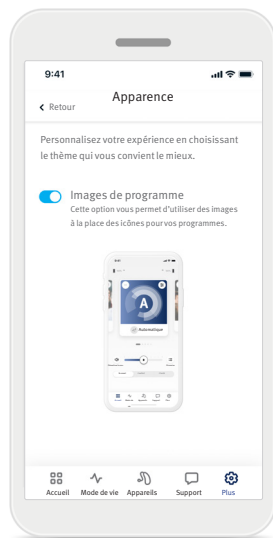 9:41
Retour
Apparence
Personnalisez votre expérience en choisissant
le thème qui vous convient le mieux.
Images de programme
Cette option vous permet d'utiliser des images
à la place des icônes pour vos programmes.
A
Automatique
Accueil Mode de vie Appareils Support Plus